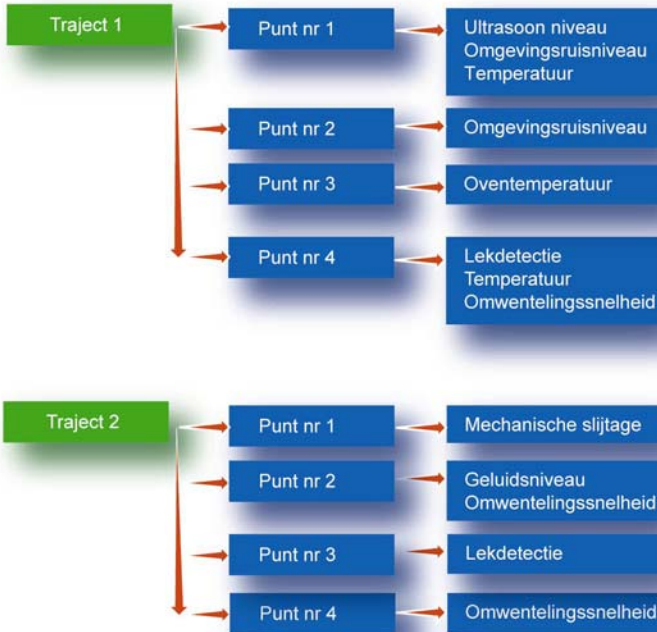 Traject 1
Punt nr 1
Ultrasoon niveau
Omgevingsruisniveau
Temperatuur
Punt nr 2
Omgevingsruisniveau
Punt nr 3
Oventemperatuur
Punt nr 4
Lekdetectie
Temperatuur
Omwentelingssnelheid
Traject 2
Punt nr 1
Mechanische slijtage
Punt nr 2
Geluidsniveau
Omwentelingssnelheid
Punt nr 3
Lekdetectie
Punt nr 4
Omwentelingssnelheid